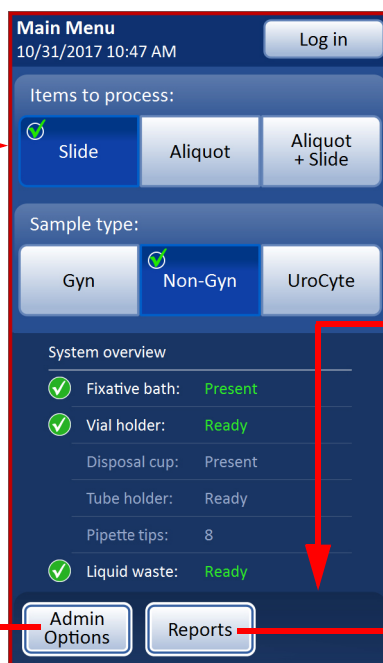 Main Menu
10/31/2017 10:47 AM
Log in
Items to process:
Slide
Aliquot
Aliquot
+ Slide
Sample type:
Gyn
Non-Gyn
UroCyte
System overview
Fixative bath: Present
Vial holder: Ready
Disposal cup: Present
Tube holder: Ready
Pipette tips: 8
Liquid waste: Ready
Admin
Options
Reports